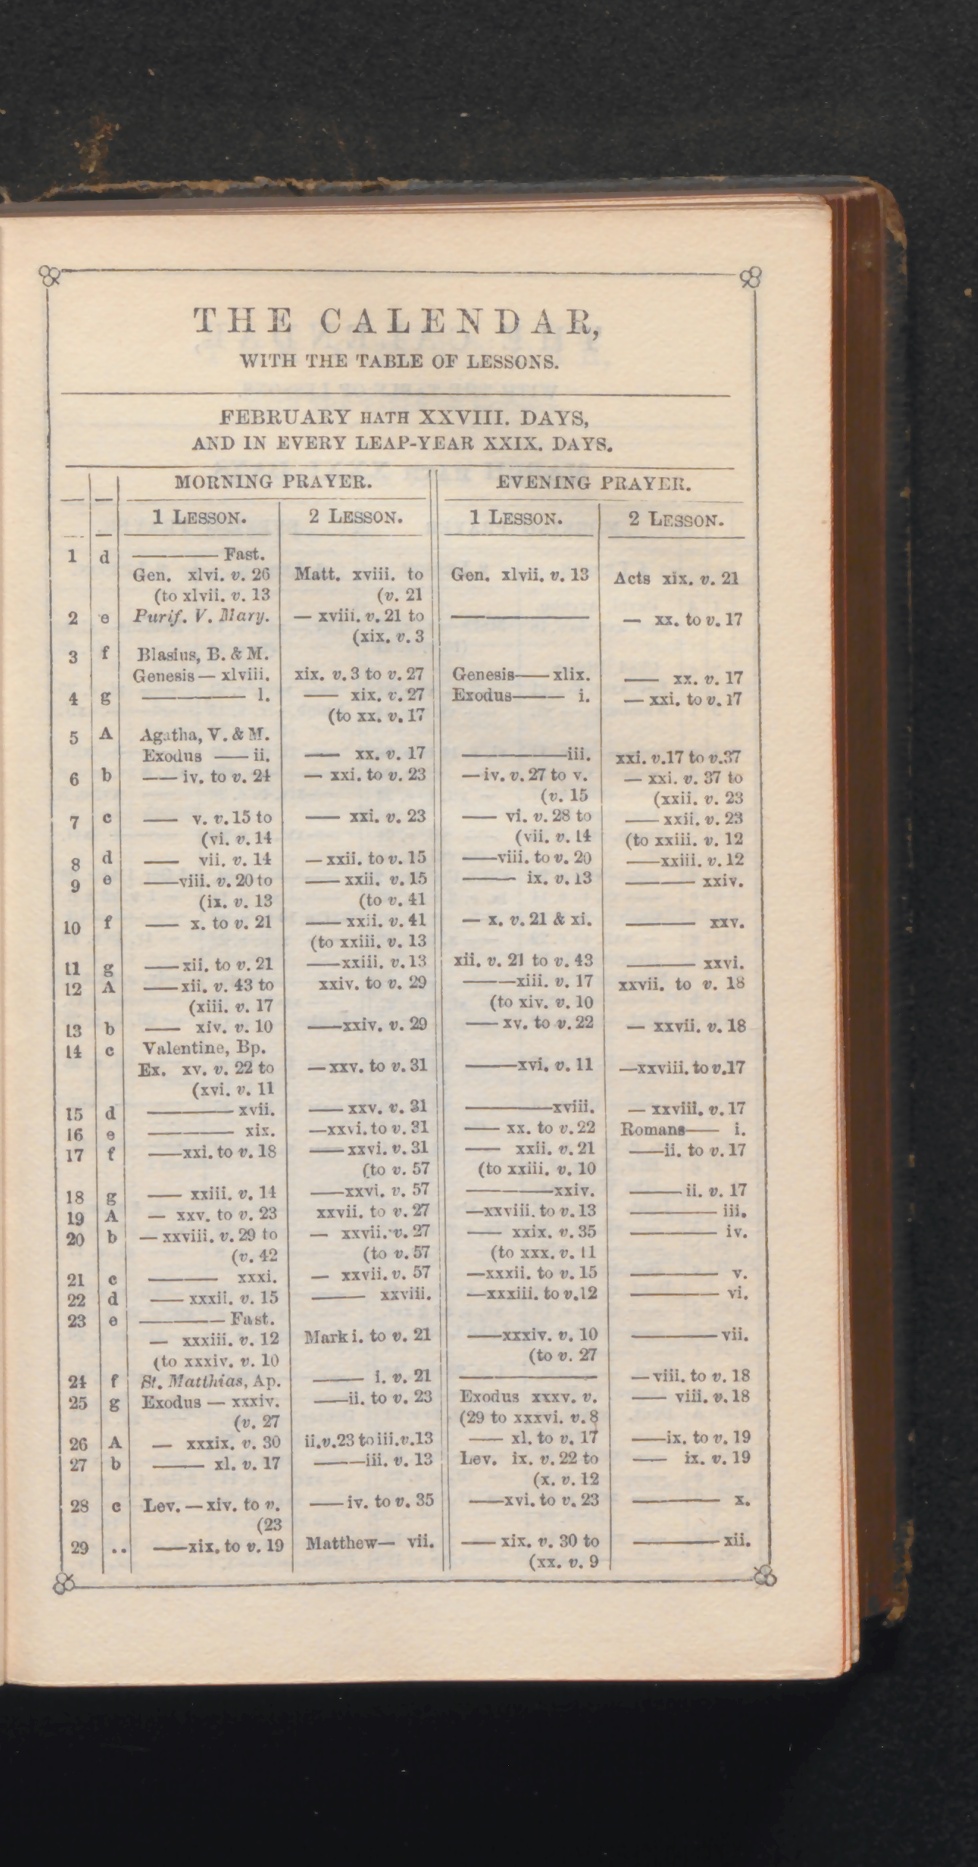 THE CALENDAR,
WITH THE TABLE OF LESSONS.
FEBRUARY HATH XXVIII. DAYS,
AND IN EVERY LEAP-YEAR XXIX. DAYS.
MORNING PRAYER. EVENING PRAYER.
1 LESSON. 2 LESSON. 1 LESSON. 2 LESSON.
1 d ——— Fast.
Gen. xlvi. v. 26 Matt. xviii. to Gen. xlvii. v. 13 Acts xix. v. 21
(to xlvii. v. 13 (v. 21
2 e Purif. V. Mary. — xviii. v. 21 to ——— — xx. to v. 17
(xix. v. 3
3 f Blasius, B. & M.
Genesis — xlviii. xix. v. 3 to v. 27 Genesis—— xlix. —— xx. v. 17
4 g ——— l. —— xix. v. 27 Exodus—— i. — xxi. to v. 17
(to xx. v. 17
5 A Agatha, V. & M.
Exodus —— ii. —— xx. v. 17 ———iii. xxi. v.17 to v.37
6 b —— iv. to v. 24 — xxi. to v. 23 —iv. v. 27 to v. — xxi. v. 37 to
(v. 15 (xxii. v. 23
7 c —— v. v. 15 to —— xxi. v. 23 —— vi. v. 28 to ——xxii. v. 23
(vi. v. 14 (vii. v. 14 (to xxiii. v. 12
8 d —— vii. v. 14 —xxii. to v. 15 ——viii. to v. 20 ——xxiii. v. 12
9 e ——viii. v. 20 to —— xxii. v. 15 —— ix. v. 13 ——— xxiv.
(ix. v. 13 (to v. 41
10 f —— x. to v. 21 ——xxii. v. 41 — x. v. 21 & xi. ——— xxv.
(to xxiii. v. 13
11 g ——xii. to v. 21 ——xxiii. v. 13 xii. v. 21 to v. 43 ——— xxvi.
12 A ——xii. v. 43 to xxiv. to v. 29 ——xiii. v. 17 xxvii. to v. 18
(xiii. v. 17 (to xiv. v. 10
13 b —— xiv. v. 10 ——xxiv. v. 29 —— xv. to v. 22 — xxvii. v. 18
14 c Valentine, Bp.
Ex. xv. v. 22 to —xxv. to v. 31 ——xvi. v. 11 —xxviii. to v.17
(xvi. v. 11
15 d ——— xvii. —— xxv. v. 31 ———xviii. — xxviii. v. 17
16 e ——— xix. —xxvi. to v. 31 —— xx. to v. 22 Romans—— i.
17 f ——xxi. to v. 18 ——xxvi. v. 31 —— xxii. v. 21 ——ii. to v. 17
(to v. 57 (to xxiii. v. 10
18 g —— xxiii. v. 14 ——xxvi. v. 57 ———xxiv. ——ii. v. 17
19 A — xxv. to v. 23 xxvii. to v. 27 —xxviii. to v. 13 ——— iii.
20 b —xxviii. v. 29 to — xxvii. v. 27 —— xxix. v. 35 ——— iv.
(v. 42 (to v. 57 (to xxx. v. 11
21 c ——— xxxi. — xxvii. v. 57 —xxxii. to v. 15 ——— v.
22 d ——xxxii. v. 15 ——— xxviii. —xxxiii. to v.12 ——— vi.
23 e ——— Fast.
— xxxiii. v. 12 Mark i. to v. 21 ——xxxiv. v. 10 ———vii.
(to xxxiv. v. 10 (to v. 27
24 f St. Matthias, Ap. —— i. v. 21 ——— —viii. to v. 18
25 g Exodus — xxxiv. ——ii. to v. 23 Exodus xxxv. v. —— viii. v. 18
(v. 27 (29 to xxxvi. v. 8
26 A — xxxix. v. 30 ii.v.23 to iii.v.13 —— xl. to v. 17 ——ix. to v. 19
27 b ——— xl. v. 17 ——iii. v. 13 Lev. ix. v. 22 to —— ix. v. 19
(x. v. 12
28 c Lev. — xiv. to v. ——iv. to v. 35 ——xvi. to v. 23 ——— x.
(23
29 .. ——xix. to v. 19 Matthew— vii. —— xix. v. 30 to ———xii.
(xx. v. 9